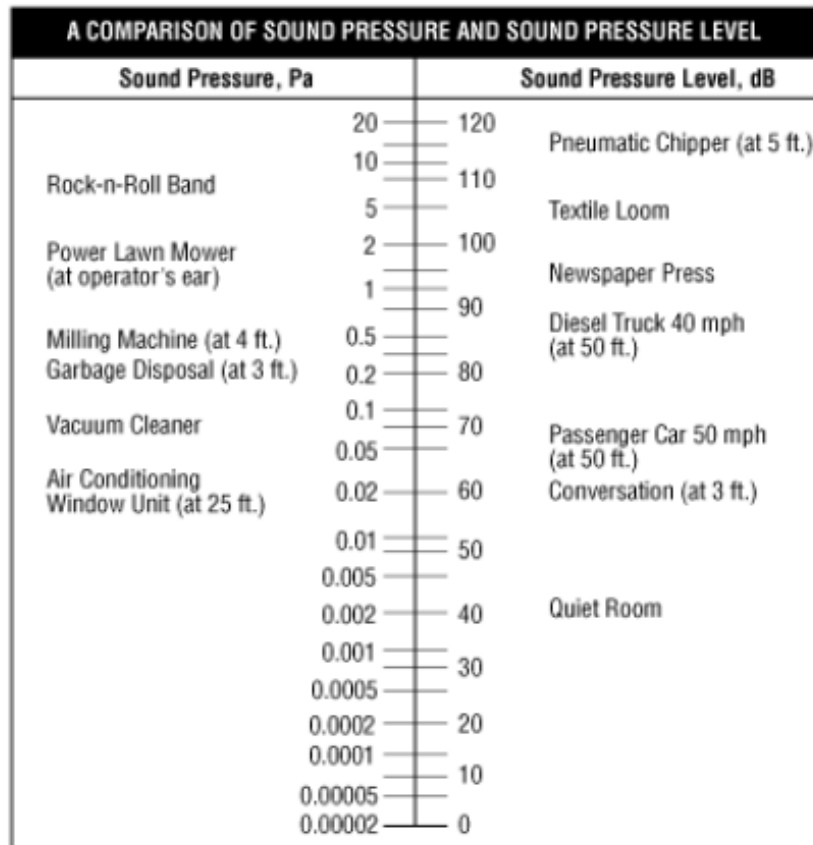 A COMPARISON OF SOUND PRESSURE AND SOUND PRESSURE LEVEL
Sound Pressure, Pa Sound Pressure Level, dB
20 120
Pneumatic Chipper (at 5 ft.)
10
Rock-n-Roll Band 110
5 Textile Loom
Power Lawn Mower 2 100
(at operator's ear) Newspaper Press
1
90
Diesel Truck 40 mph
Milling Machine (at 4 ft.) 0.5 (at 50 ft.)
Garbage Disposal (at 3 ft.) 0.2 80
0.1
Vacuum Cleaner 70 Passenger Car 50 mph
0.05 (at 50 ft.)
Air Conditioning
Window Unit (at 25 ft.) 0.02 60 Conversation (at 3 ft.)
0.01
50
0.005
0.002 40 Quiet Room
0.001
30
0.0005
0.0002 20
0.0001
10
0.00005
0.00002 0